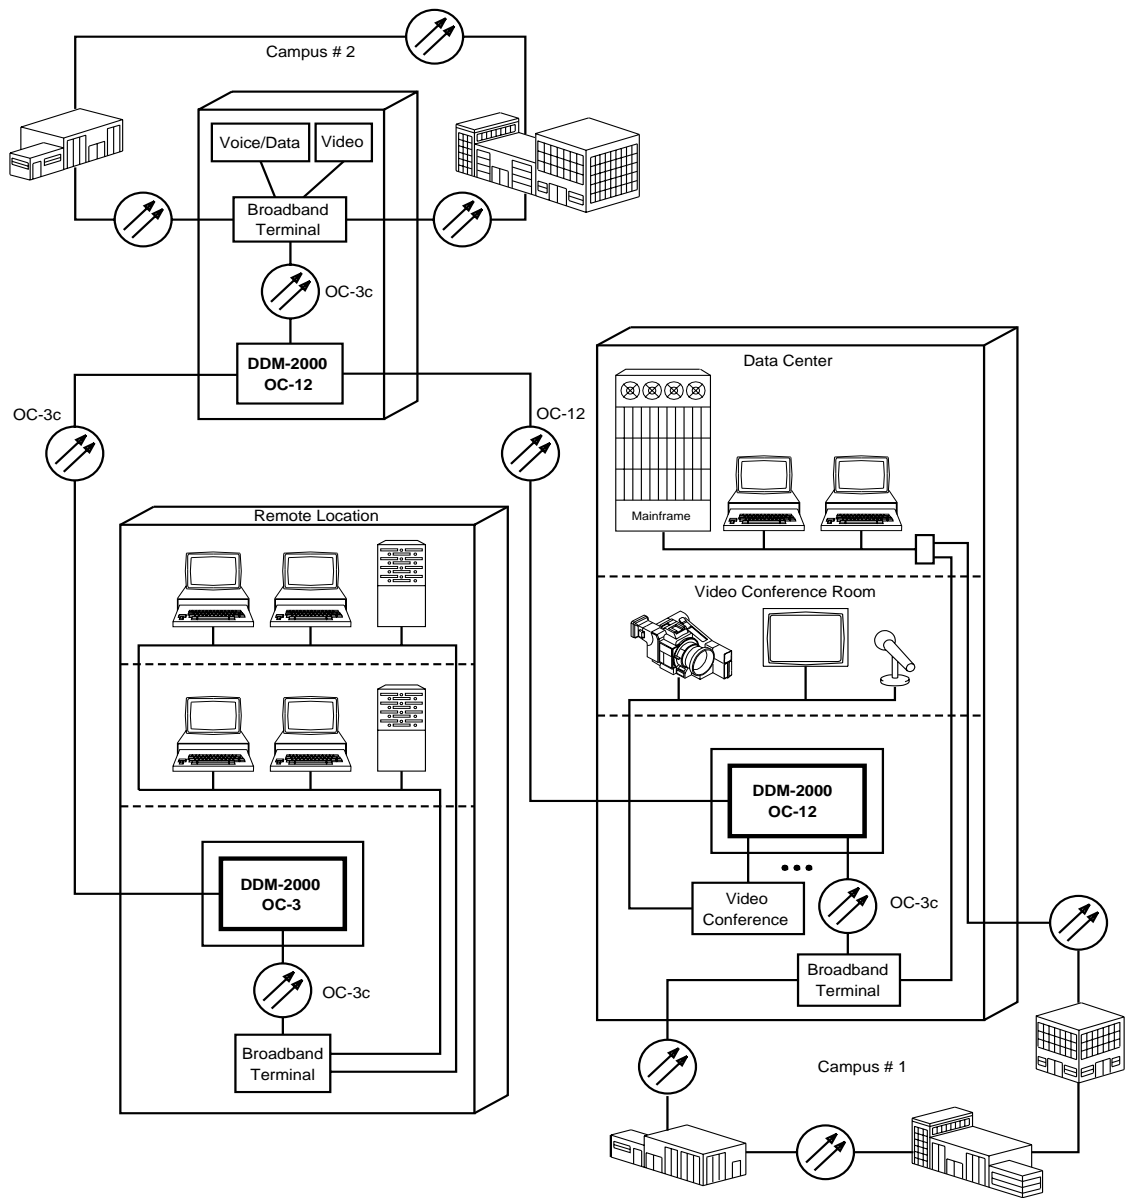 Campus # 2
Voice/Data
Video
Broadband
Terminal
OC-3c
DDM-2000
OC-12
OC-3c
OC-12
Data Center
Mainframe
Remote Location
Video Conference Room
DDM-2000
OC-12
Video
Conference
OC-3c
Broadband
Terminal
DDM-2000
OC-3
OC-3c
Broadband
Terminal
Campus # 1